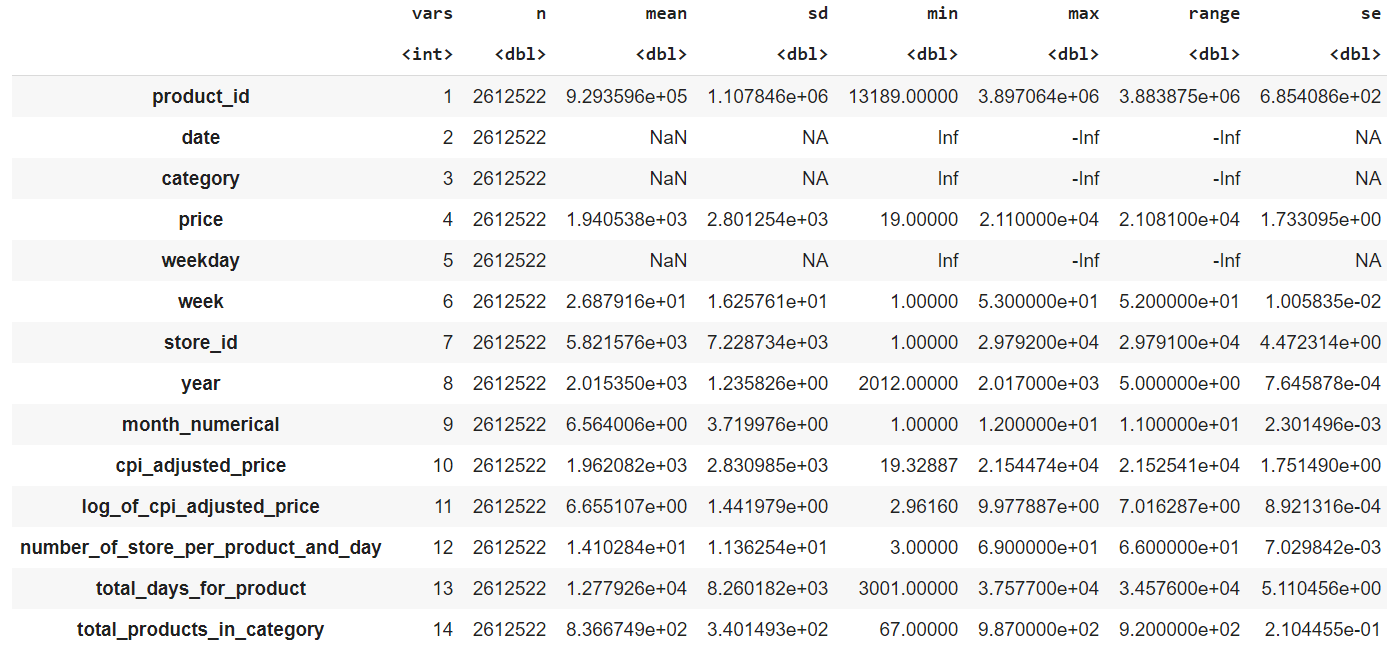 vars n mean sd min max range se
<int> <dbl> <dbl> <dbl> <dbl> <dbl> <dbl> <dbl>
product_id 1 2612522 9.293596e+05 1.107846e+06 13189.00000 3.897064e+06 3.883875e+06 6.854086e+02
date 2 2612522 NaN NA Inf -Inf -Inf NA
category 3 2612522 NaN NA Inf -Inf -Inf NA
price 4 2612522 1.940538e+03 2.801254e+03 19.00000 2.110000e+04 2.108100e+04 1.733095e+00
weekday 5 2612522 NaN NA Inf -Inf -Inf NA
week 6 2612522 2.687916e+01 1.625761e+01 1.00000 5.300000e+01 5.200000e+01 1.005835e-02
store_id 7 2612522 5.821576e+03 7.228734e+03 1.00000 2.979200e+04 2.979100e+04 4.472314e+00
year 8 2612522 2.015350e+03 1.235826e+00 2012.00000 2.017000e+03 5.000000e+00 7.645878e-04
month_numerical 9 2612522 6.564006e+00 3.719976e+00 1.00000 1.200000e+01 1.100000e+01 2.301496e-03
cpi_adjusted_price 10 2612522 1.962082e+03 2.830985e+03 19.32887 2.154474e+04 2.152541e+04 1.751490e+00
log_of_cpi_adjusted_price 11 2612522 6.655107e+00 1.441979e+00 2.96160 9.977887e+00 7.016287e+00 8.921316e-04
number_of_store_per_product_and_day 12 2612522 1.410284e+01 1.136254e+01 3.00000 6.900000e+01 6.600000e+01 7.029842e-03
total_days_for_product 13 2612522 1.277926e+04 8.260182e+03 3001.00000 3.757700e+04 3.457600e+04 5.110456e+00
total_products_in_category 14 2612522 8.366749e+02 3.401493e+02 67.00000 9.870000e+02 9.200000e+02 2.104455e-01